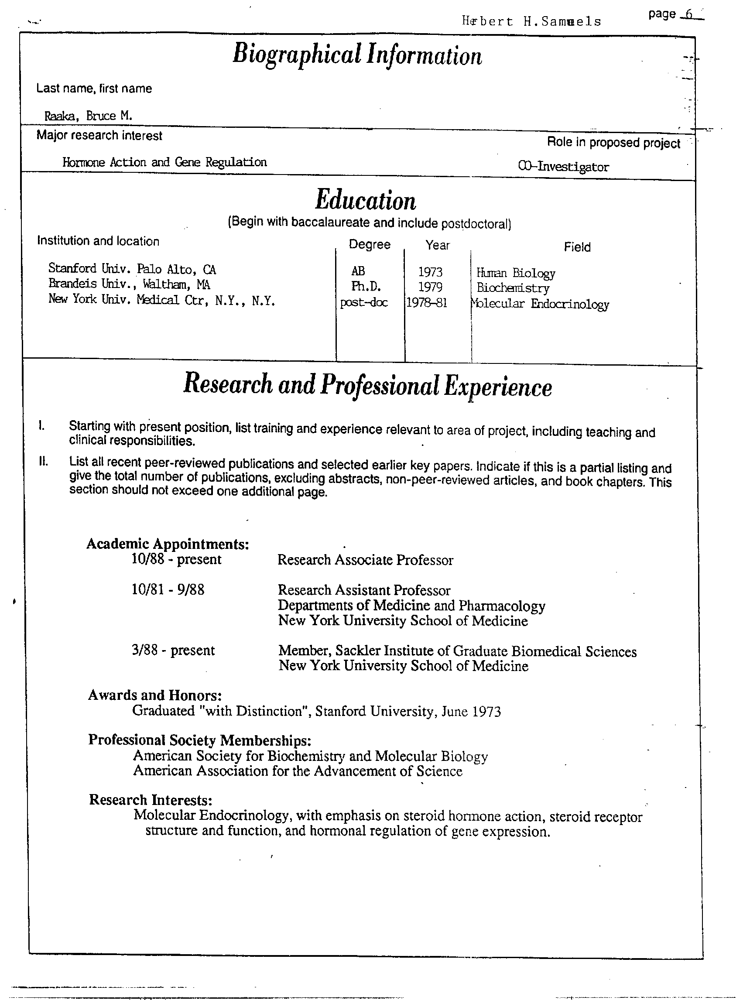 Herbert H.Samuels page 6
Biographical Information
Last name, first name
Raaka, Bruce M.
Major research interest Role in proposed project
Hormone Action and Gene Regulation CO-Investigator
Education
(Begin with baccalaureate and include postdoctoral)
Institution and location Degree Year Field
Stanford Univ. Palo Alto, CA AB 1973 Human Biology
Brandeis Univ., Waltham, MA Ph.D. 1979 Biochemistry
New York Univ. Medical Ctr, N.Y., N.Y. post-doc 1978-81 Molecular Endocrinology
Research and Professional Experience
I. Starting with present position, list training and experience relevant to area of project, including teaching and
clinical responsibilities.
II. List all recent peer-reviewed publications and selected earlier key papers. Indicate if this is a partial listing and
give the total number of publications, excluding abstracts, non-peer-reviewed articles, and book chapters. This
section should not exceed one additional page.
Academic Appointments:
10/88 - present Research Associate Professor
10/81 - 9/88 Research Assistant Professor
Departments of Medicine and Pharmacology
New York University School of Medicine
3/88 - present Member, Sackler Institute of Graduate Biomedical Sciences
New York University School of Medicine
Awards and Honors:
Graduated "with Distinction", Stanford University, June 1973
Professional Society Memberships:
American Society for Biochemistry and Molecular Biology
American Association for the Advancement of Science
Research Interests:
Molecular Endocrinology, with emphasis on steroid hormone action, steroid receptor
structure and function, and hormonal regulation of gene expression.